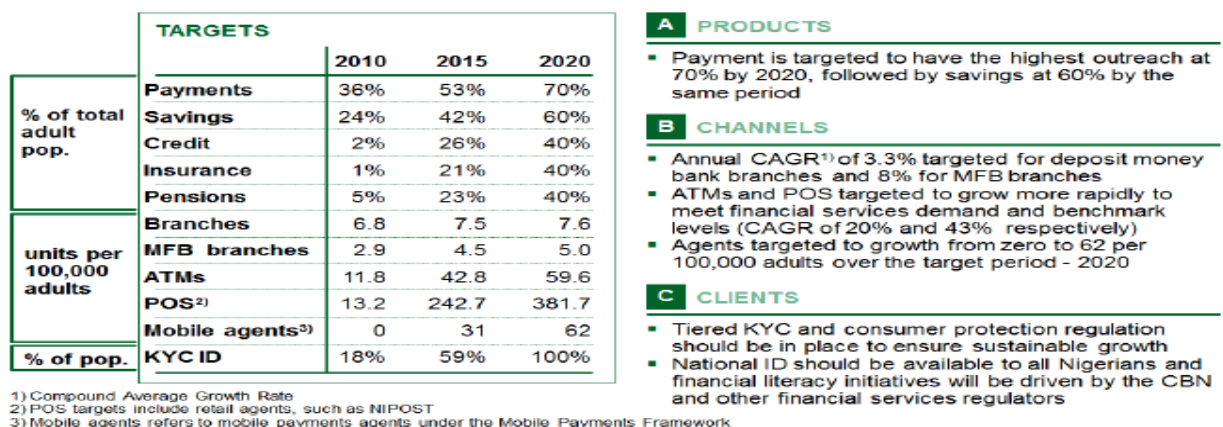 TARGETS
2010 2015 2020
% of total adult pop.
Payments 36% 53% 70%
Savings 24% 42% 60%
Credit 2% 26% 40%
Insurance 1% 21% 40%
Pensions 5% 23% 40%
units per 100,000 adults
Branches 6.8 7.5 7.6
MFB branches 2.9 4.5 5.0
ATMs 11.8 42.8 59.6
POS2) 13.2 242.7 381.7
Mobile agents3) 0 31 62
% of pop. KYC ID 18% 59% 100%
1) Compound Average Growth Rate
2) POS targets include retail agents, such as NIPOST
3) Mobile agents refers to mobile payments agents under the Mobile Payments Framework
A PRODUCTS
▪ Payment is targeted to have the highest outreach at
70% by 2020, followed by savings at 60% by the
same period
B CHANNELS
▪ Annual CAGR1) of 3.3% targeted for deposit money
bank branches and 8% for MFB branches
▪ ATMs and POS targeted to grow more rapidly to
meet financial services demand and benchmark
levels (CAGR of 20% and 43% respectively)
▪ Agents targeted to growth from zero to 62 per
100,000 adults over the target period - 2020
C CLIENTS
▪ Tiered KYC and consumer protection regulation
should be in place to ensure sustainable growth
▪ National ID should be available to all Nigerians and
financial literacy initiatives will be driven by the CBN
and other financial services regulators